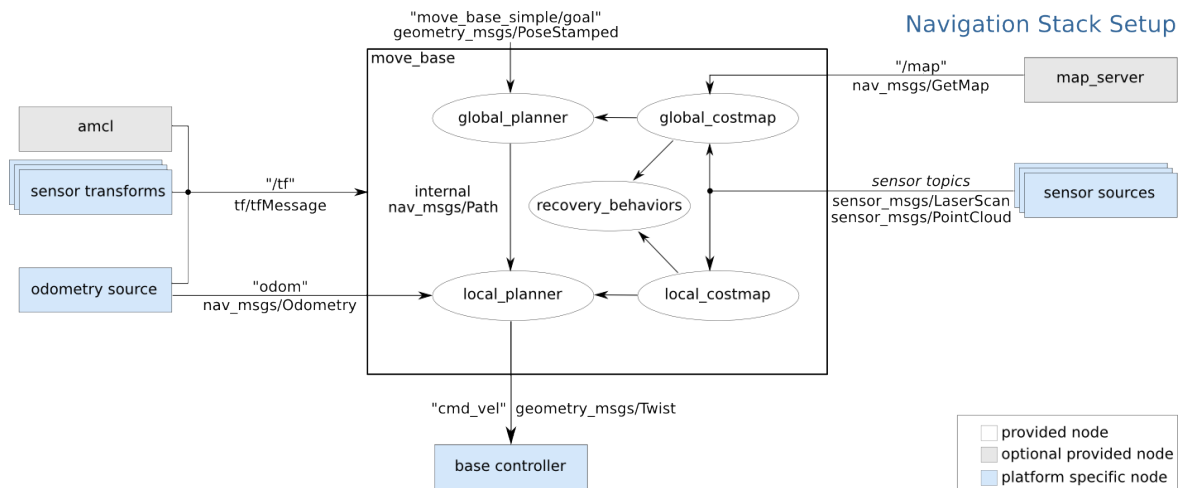 Navigation Stack Setup
"move_base_simple/goal"
geometry_msgs/PoseStamped
move_base
"/map"
nav_msgs/GetMap
map_server
amcl
global_planner
global_costmap
sensor transforms
"/tf"
tf/tfMessage
internal
nav_msgs/Path
recovery_behaviors
sensor topics
sensor_msgs/LaserScan
sensor_msgs/PointCloud
sensor sources
odometry source
"odom"
nav_msgs/Odometry
local_planner
local_costmap
"cmd_vel" geometry_msgs/Twist
base controller
provided node
optional provided node
platform specific node